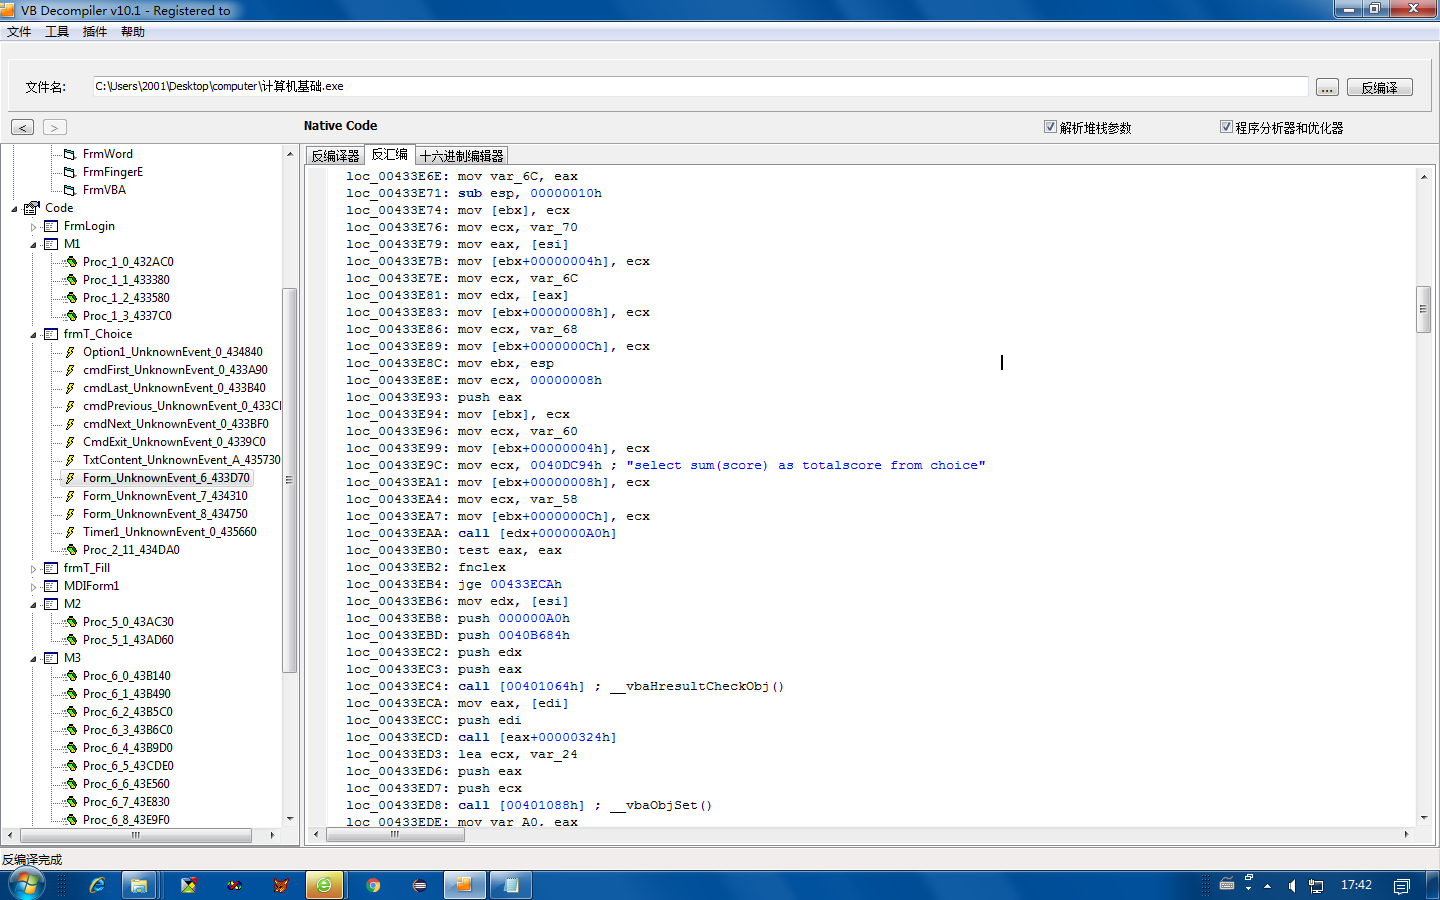 VB Decompiler v10.1 - Registered to
文件 工具 插件 帮助
文件名: C:\Users\2001\Desktop\computer\计算机基础.exe ... 反编译
< > Native Code 解析堆栈参数 程序分析器和优化器
反编译器 反汇编 十六进制编辑器
FrmWord
FrmFingerE
FrmVBA
Code
FrmLogin
M1
Proc_1_0_432AC0
Proc_1_1_433380
Proc_1_2_433580
Proc_1_3_4337C0
frmT_Choice
Option1_UnknownEvent_0_434840
cmdFirst_UnknownEvent_0_433A90
cmdLast_UnknownEvent_0_433B40
cmdPrevious_UnknownEvent_0_433C
cmdNext_UnknownEvent_0_433BF0
CmdExit_UnknownEvent_0_4339C0
TxtContent_UnknownEvent_A_435730
Form_UnknownEvent_6_433D70
Form_UnknownEvent_7_434310
Form_UnknownEvent_8_434750
Timer1_UnknownEvent_0_435660
Proc_2_11_434DA0
frmT_Fill
MDIForm1
M2
Proc_5_0_43AC30
Proc_5_1_43AD60
M3
Proc_6_0_43B140
Proc_6_1_43B490
Proc_6_2_43B5C0
Proc_6_3_43B6C0
Proc_6_4_43B9D0
Proc_6_5_43CDE0
Proc_6_6_43E560
Proc_6_7_43E830
Proc_6_8_43E9F0
loc_00433E6E: mov var_6C, eax
loc_00433E71: sub esp, 00000010h
loc_00433E74: mov [ebx], ecx
loc_00433E76: mov ecx, var_70
loc_00433E79: mov eax, [esi]
loc_00433E7B: mov [ebx+00000004h], ecx
loc_00433E7E: mov ecx, var_6C
loc_00433E81: mov edx, [eax]
loc_00433E83: mov [ebx+00000008h], ecx
loc_00433E86: mov ecx, var_68
loc_00433E89: mov [ebx+0000000Ch], ecx
loc_00433E8C: mov ebx, esp
loc_00433E8E: mov ecx, 00000008h
loc_00433E93: push eax
loc_00433E94: mov [ebx], ecx
loc_00433E96: mov ecx, var_60
loc_00433E99: mov [ebx+00000004h], ecx
loc_00433E9C: mov ecx, 0040DC94h ; "select sum(score) as totalscore from choice"
loc_00433EA1: mov [ebx+00000008h], ecx
loc_00433EA4: mov ecx, var_58
loc_00433EA7: mov [ebx+0000000Ch], ecx
loc_00433EAA: call [edx+000000A0h]
loc_00433EB0: test eax, eax
loc_00433EB2: fnclex
loc_00433EB4: jge 00433ECAh
loc_00433EB6: mov edx, [esi]
loc_00433EB8: push 000000A0h
loc_00433EBD: push 0040B684h
loc_00433EC2: push edx
loc_00433EC3: push eax
loc_00433EC4: call [00401064h] ; __vbaHresultCheckObj()
loc_00433ECA: mov eax, [edi]
loc_00433ECC: push edi
loc_00433ECD: call [eax+00000324h]
loc_00433ED3: lea ecx, var_24
loc_00433ED6: push eax
loc_00433ED7: push ecx
loc_00433ED8: call [00401088h] ; __vbaObjSet()
loc_00433EDE: mov var_A0, eax
反编译完成
17:42